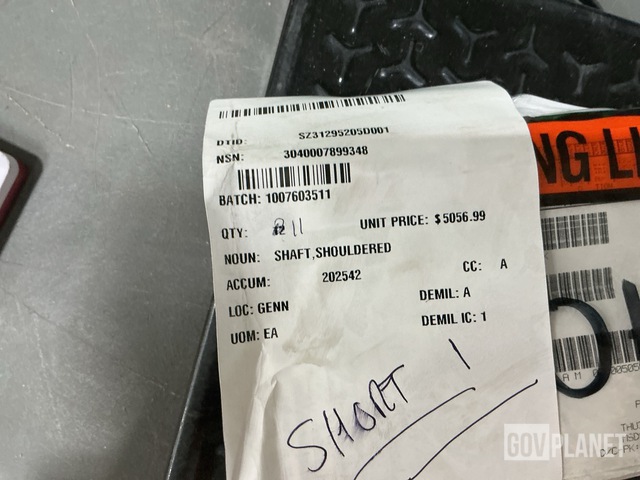 DTID: SZ31295205D001
NSN: 3040007899348
BATCH: 1007603511
QTY: 12 11 UNIT PRICE: $5056.99
NOUN: SHAFT,SHOULDERED
ACCUM: 202542 CC: A
LOC: GENN DEMIL: A
UOM: EA DEMIL IC: 1
SHORT 1
NG LI
GOVPLANET